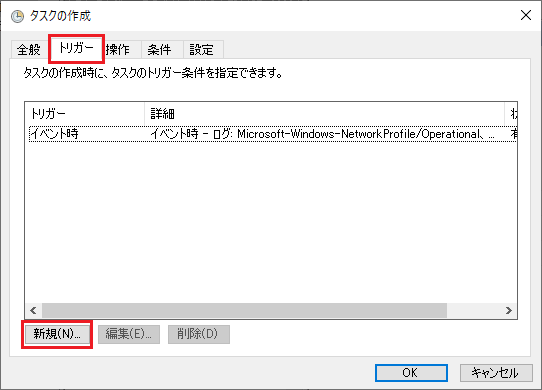 タスクの作成
全般 トリガー 操作 条件 設定
タスクの作成時に、タスクのトリガー条件を指定できます。
トリガー 詳細
イベント時 イベント時 - ログ: Microsoft-Windows-NetworkProfile/Operational、...
新規(N)... 編集(E)... 削除(D)
OK キャンセル